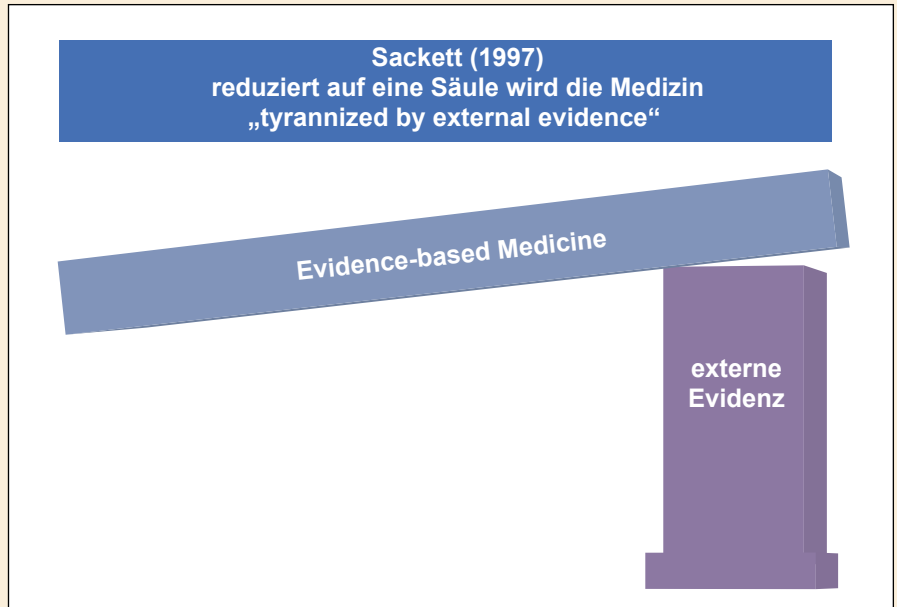 Sackett (1997)
reduziert auf eine Säule wird die Medizin
„tyrannized by external evidence“
Evidence-based Medicine
externe
Evidenz